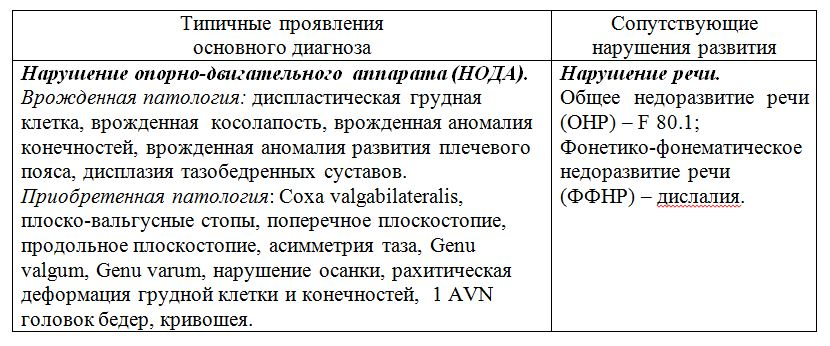 Типичные проявления
основного диагноза
Сопутствующие
нарушения развития
Нарушение опорно-двигательного аппарата (НОДА).
Врожденная патология: диспластическая грудная
клетка, врожденная косолапость, врожденная аномалия
конечностей, врожденная аномалия развития плечевого
пояса, дисплазия тазобедренных суставов.
Приобретенная патология: Coxa valgabilateralis,
плоско-вальгусные стопы, поперечное плоскостопие,
продольное плоскостопие, асимметрия таза, Genu
valgum, Genu varum, нарушение осанки, рахитическая
деформация грудной клетки и конечностей, 1 AVN
головок бедер, кривошея.
Нарушение речи.
Общее недоразвитие речи
(ОНР) – F 80.1;
Фонетико-фонематическое
недоразвитие речи
(ФФНР) – дислалия.